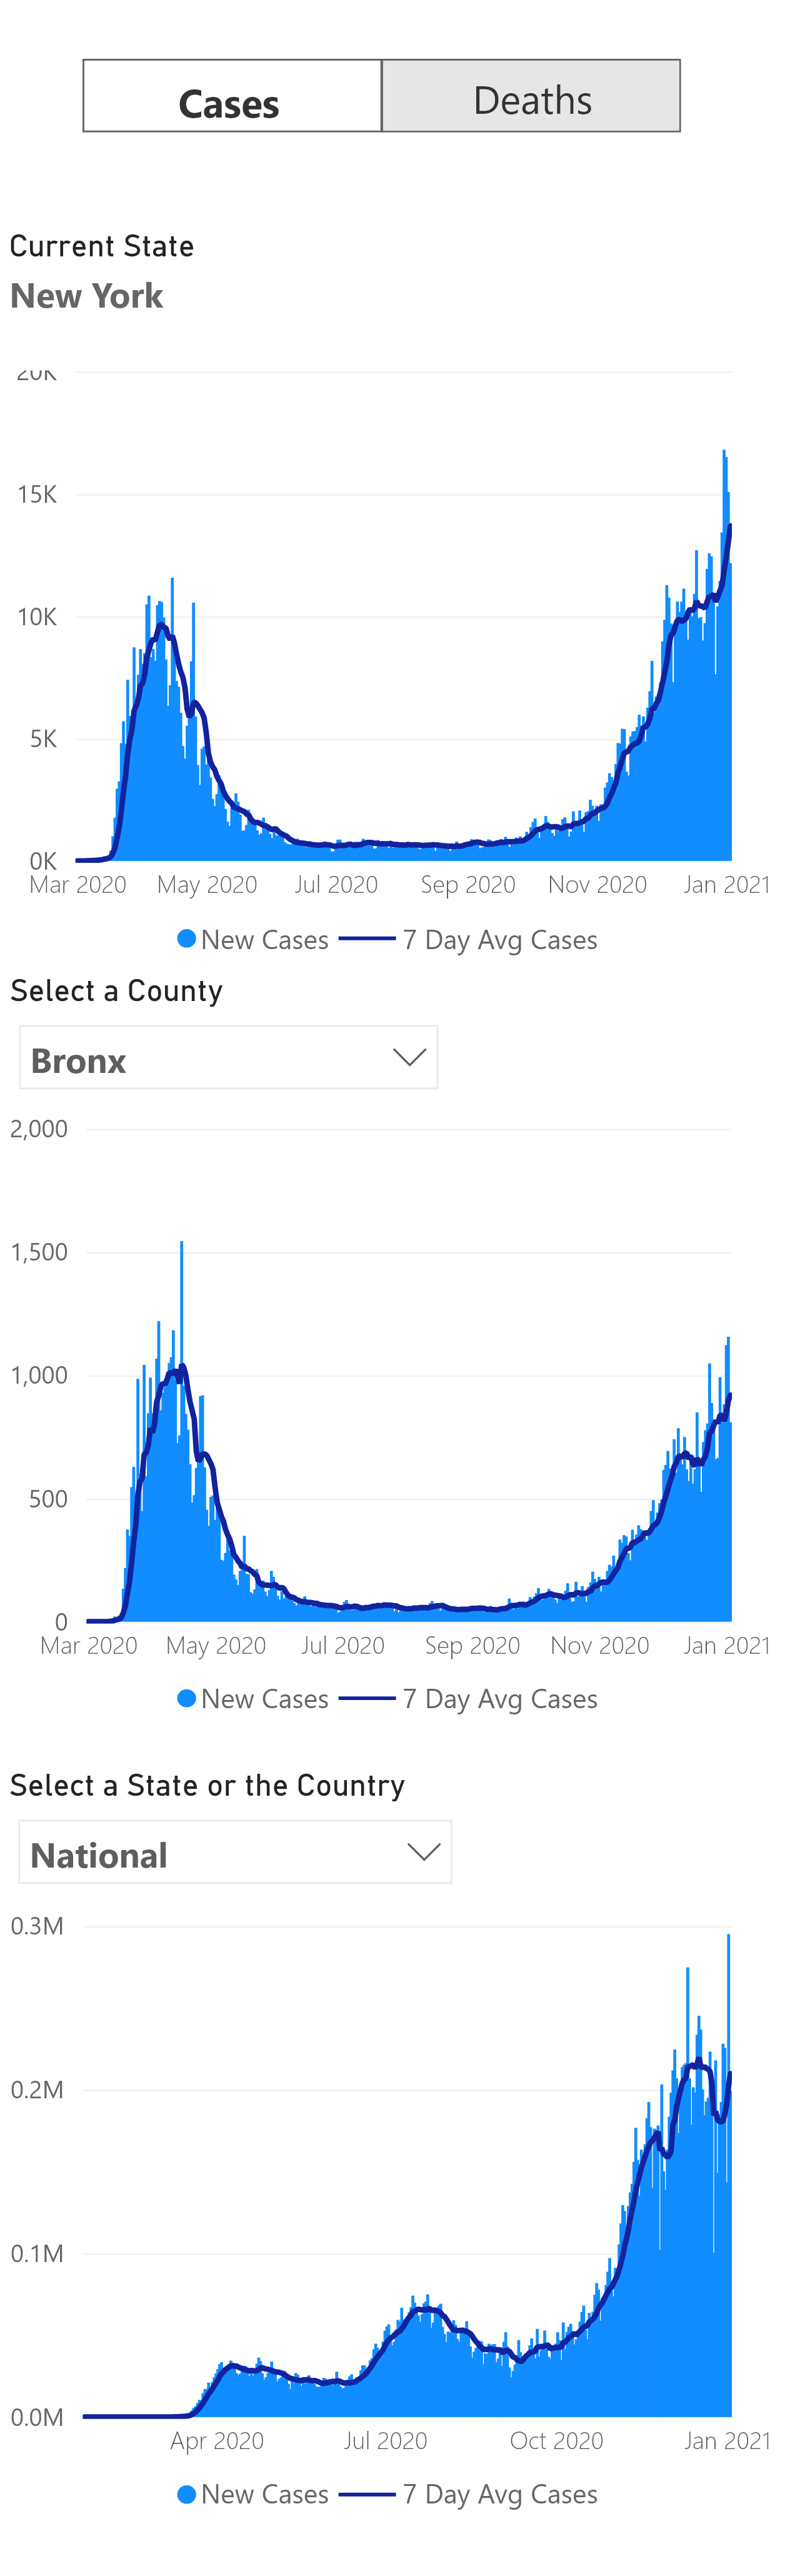 Cases
Deaths
Current State
New York
20K
15K
10K
5K
0K
Mar 2020 May 2020 Jul 2020 Sep 2020 Nov 2020 Jan 2021
New Cases 7 Day Avg Cases
Select a County
Bronx
2,000
1,500
1,000
500
0
Mar 2020 May 2020 Jul 2020 Sep 2020 Nov 2020 Jan 2021
New Cases 7 Day Avg Cases
Select a State or the Country
National
0.3M
0.2M
0.1M
0.0M
Apr 2020 Jul 2020 Oct 2020 Jan 2021
New Cases 7 Day Avg Cases